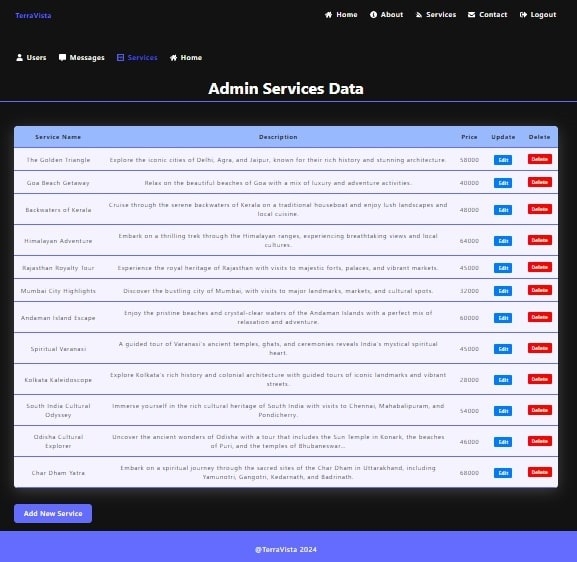 TerraVista
Home About Services Contact Logout
Users Messages Services Home
Admin Services Data
Service Name Description Price Update Delete
The Golden Triangle Explore the iconic cities of Delhi, Agra, and Jaipur, known for their rich history and stunning architecture. 58000 Edit Delete
Goa Beach Getaway Relax on the beautiful beaches of Goa with a mix of luxury and adventure activities. 40000 Edit Delete
Backwaters of Kerala Cruise through the serene backwaters of Kerala on a traditional houseboat and enjoy lush landscapes and
local cuisine. 48000 Edit Delete
Himalayan Adventure Embark on a thrilling trek through the Himalayan ranges, experiencing breathtaking views and local
cultures. 64000 Edit Delete
Rajasthan Royalty Tour Experience the royal heritage of Rajasthan with visits to majestic forts, palaces, and vibrant markets. 45000 Edit Delete
Mumbai City Highlights Discover the bustling city of Mumbai, with visits to major landmarks, markets, and cultural spots. 32000 Edit Delete
Andaman Island Escape Enjoy the pristine beaches and crystal-clear waters of the Andaman Islands with a perfect mix of
relaxation and adventure. 60000 Edit Delete
Spiritual Varanasi A guided tour of Varanasi's ancient temples, ghats, and ceremonies reveals India's mystical spiritual
heart. 45000 Edit Delete
Kolkata Kaleidoscope Explore Kolkata's rich history and colonial architecture with guided tours of iconic landmarks and vibrant
streets. 28000 Edit Delete
South India Cultural
Odyssey Immerse yourself in the rich cultural heritage of South India with visits to Chennai, Mahabalipuram, and
Pondicherry. 54000 Edit Delete
Odisha Cultural
Explorer Uncover the ancient wonders of Odisha with a tour that includes the Sun Temple in Konark, the beaches
of Puri, and the temples of Bhubaneswar... 46000 Edit Delete
Char Dham Yatra Embark on a spiritual journey through the sacred sites of the Char Dham in Uttarakhand, including
Yamunotri, Gangotri, Kedarnath, and Badrinath. 68000 Edit Delete
Add New Service
@TerraVista 2024